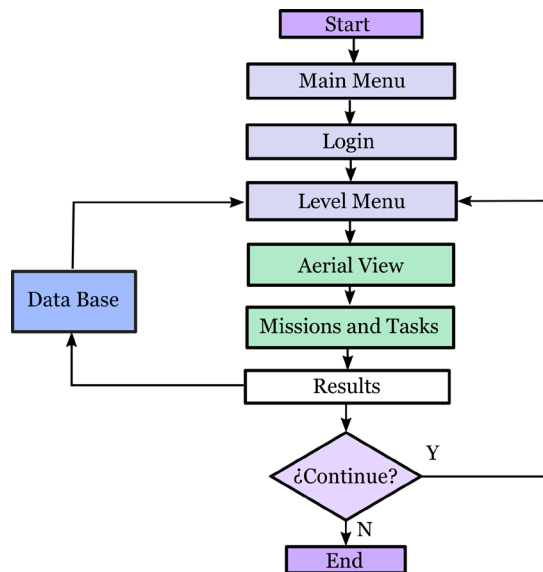 Start
Main Menu
Login
Level Menu
Aerial View
Data Base
Missions and Tasks
Results
¿Continue?
Y
N
End